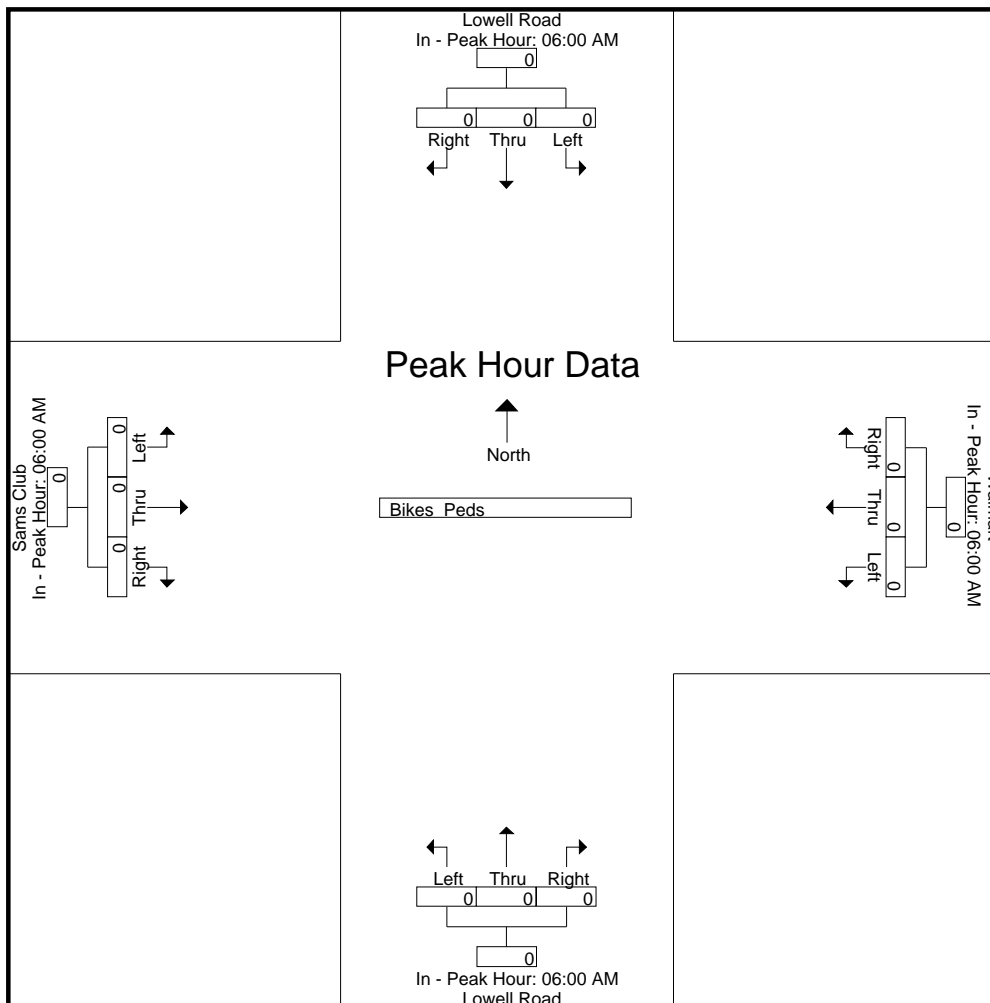 Lowell Road
In - Peak Hour: 06:00 AM
0
0 0 0
Right Thru Left
Peak Hour Data
North
Bikes Peds
Sams Club
In - Peak Hour: 06:00 AM
0
0 0 0
Left Thru Right
In - Peak Hour: 06:00 AM
0
0 0 0
Right Thru Left
Left Thru Right
0 0 0
0
In - Peak Hour: 06:00 AM
Lowell Road